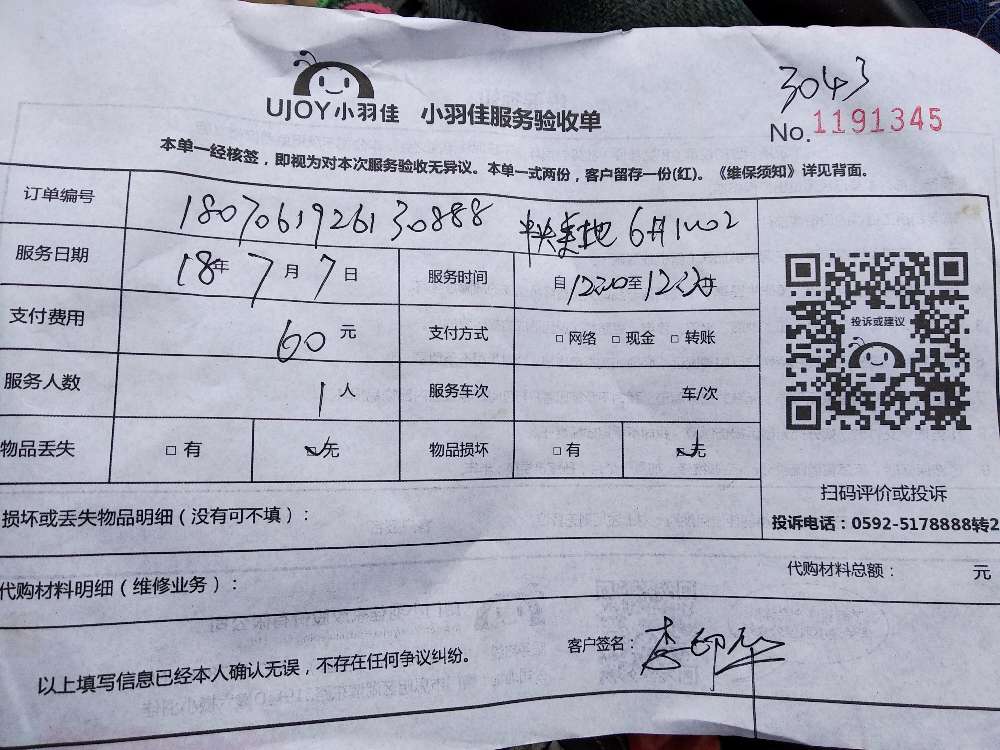 3043
UJOY小羽佳 小羽佳服务验收单
No.1191345
本单一经核签，即视为对本次服务验收无异议。本单一式两份，客户留存一份(红)。《维保须知》详见背面。
订单编号 1807061926130888 6#1002
服务日期 18年7月7日 服务时间 自 至
支付费用 60元 支付方式 □网络 □现金 □转账
服务人数 1人 服务车次 车/次
物品丢失 □有 ☑无 物品损坏 □有 ☑无
投诉或建议
扫码评价或投诉
投诉电话：0592-5178888转2
损坏或丢失物品明细（没有可不填）：
代购材料明细（维修业务）： 代购材料总额： 元
以上填写信息已经本人确认无误，不存在任何争议纠纷。 客户签名：